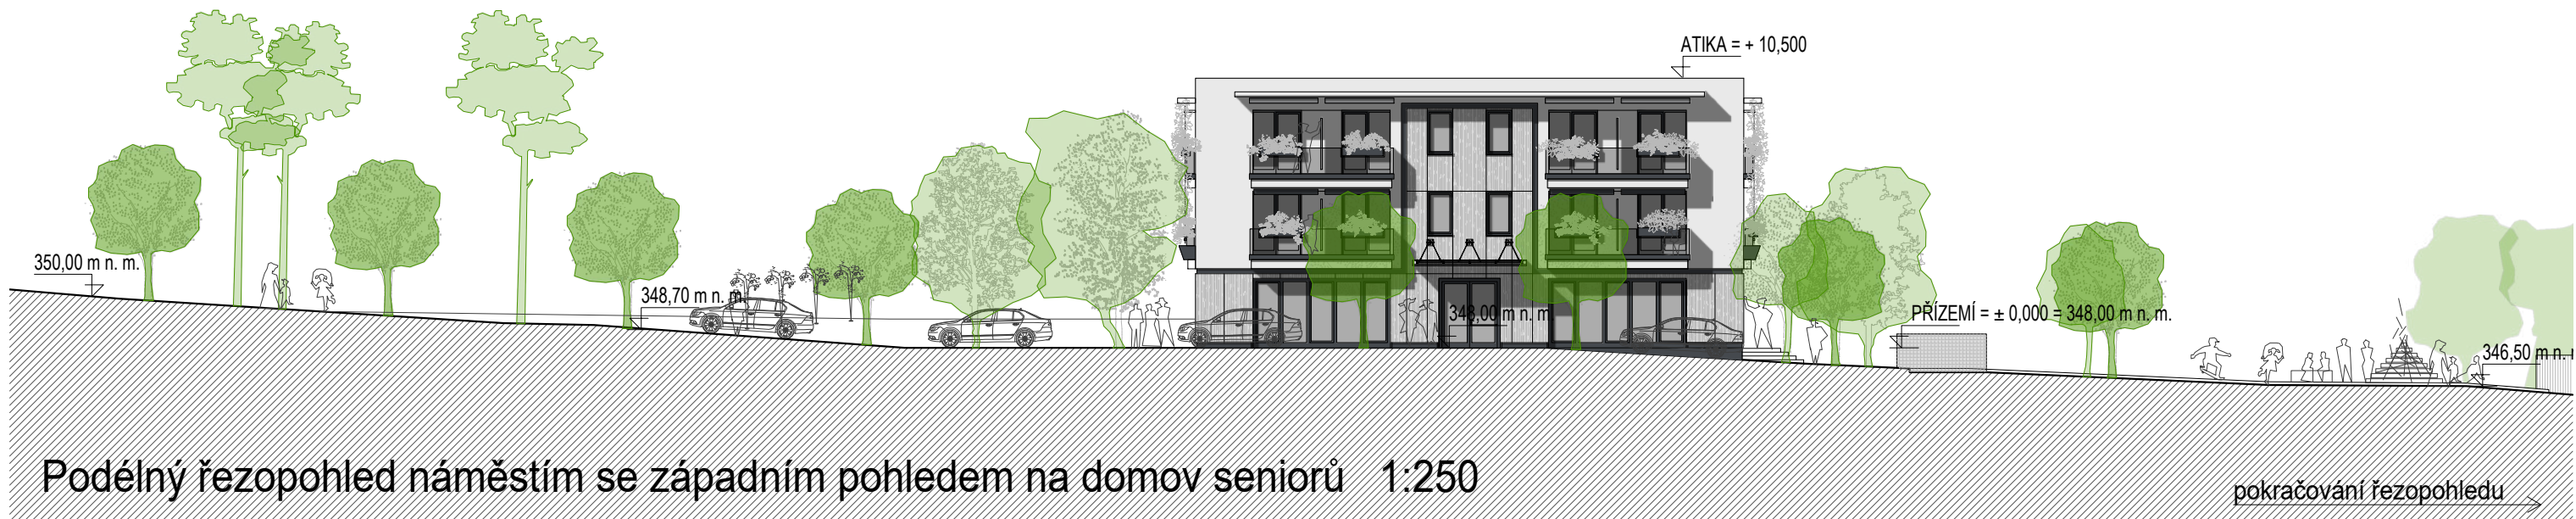 ATIKA = + 10,500
350,00 m n. m.
348,70 m n. m.
348,00 m n. m.
PŘÍZEMÍ = ± 0,000 = 348,00 m n. m.
346,50 m n. m
Podélný řezopohled náměstím se západním pohledem na domov seniorů 1:250
pokračování řezopohledu